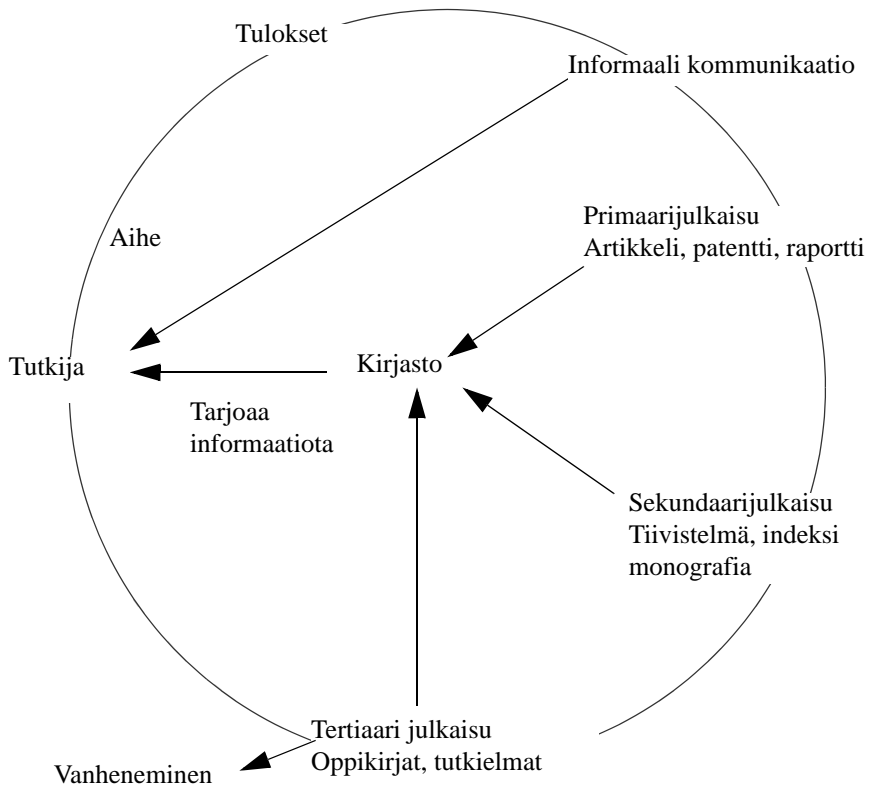 Tulokset
Informaali kommunikaatio
Primaarijulkaisu
Artikkeli, patentti, raportti
Aihe
Tutkija
Kirjasto
Tarjoaa
informaatiota
Sekundaarijulkaisu
Tiivistelmä, indeksi
monografia
Tertiaari julkaisu
Oppikirjat, tutkielmat
Vanheneminen